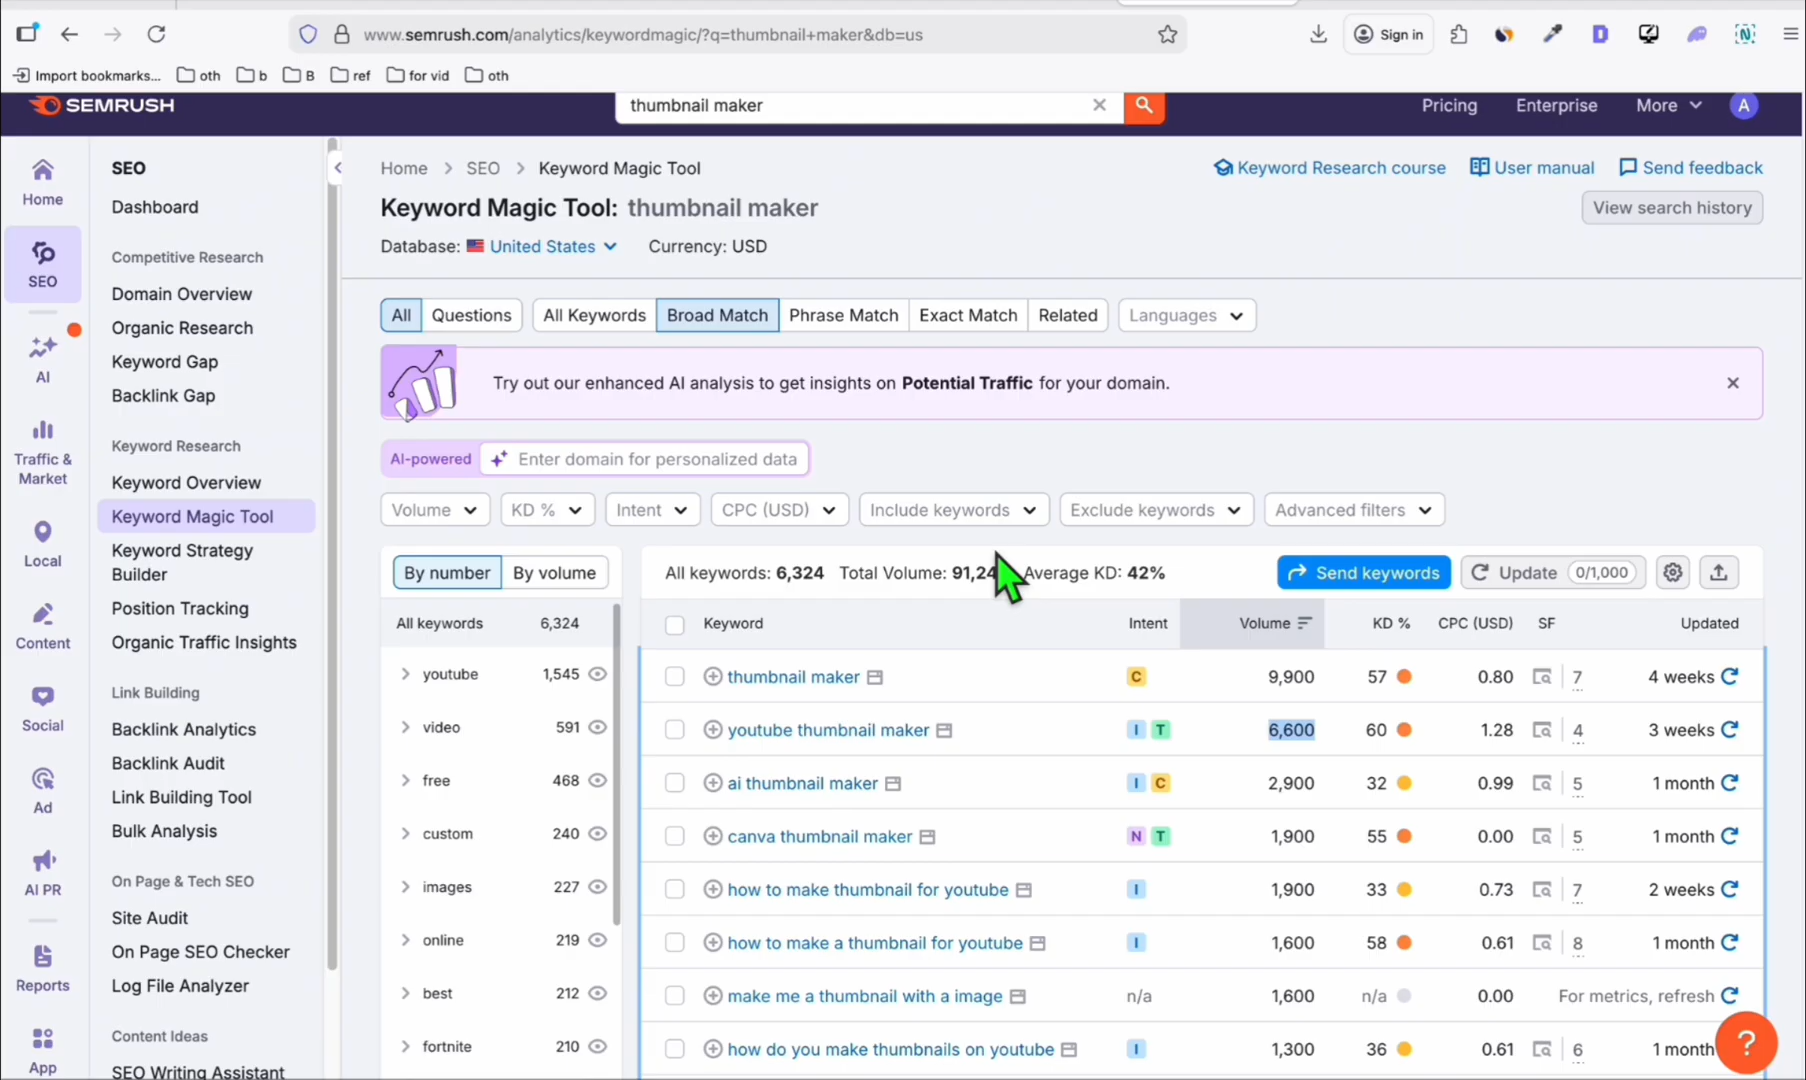 www.semrush.com/analytics/keywordmagic/?q=thumbnail+maker&db=us
Sign in
Import bookmarks...
oth
b
B
ref
for vid
oth
SEMRUSH
thumbnail maker
Pricing
Enterprise
More
A
Home
SEO
AI
Traffic &
Market
Local
Content
Social
Ad
AI PR
Reports
App
SEO
Dashboard
Competitive Research
Domain Overview
Organic Research
Keyword Gap
Backlink Gap
Keyword Research
Keyword Overview
Keyword Magic Tool
Keyword Strategy
Builder
Position Tracking
Organic Traffic Insights
Link Building
Backlink Analytics
Backlink Audit
Link Building Tool
Bulk Analysis
On Page & Tech SEO
Site Audit
On Page SEO Checker
Log File Analyzer
Content Ideas
SEO Writing Assistant
Home > SEO > Keyword Magic Tool
Keyword Research course
User manual
Send feedback
Keyword Magic Tool: thumbnail maker
View search history
Database: United States Currency: USD
All Questions All Keywords Broad Match Phrase Match Exact Match Related Languages
Try out our enhanced AI analysis to get insights on Potential Traffic for your domain.
AI-powered Enter domain for personalized data
Volume KD % Intent CPC (USD) Include keywords Exclude keywords Advanced filters
By number By volume
All keywords 6,324
youtube 1,545
video 591
free 468
custom 240
images 227
online 219
best 212
fortnite 210
All keywords: 6,324 Total Volume: 91,24 Average KD: 42%
Send keywords
Update 0/1,000
Keyword Intent Volume KD % CPC (USD) SF Updated
thumbnail maker C 9,900 57 0.80 7 4 weeks
youtube thumbnail maker I T 6,600 60 1.28 4 3 weeks
ai thumbnail maker I C 2,900 32 0.99 5 1 month
canva thumbnail maker N T 1,900 55 0.00 5 1 month
how to make thumbnail for youtube I 1,900 33 0.73 7 2 weeks
how to make a thumbnail for youtube I 1,600 58 0.61 8 1 month
make me a thumbnail with a image n/a 1,600 n/a 0.00 For metrics, refresh
how do you make thumbnails on youtube I 1,300 36 0.61 6 1 month
?